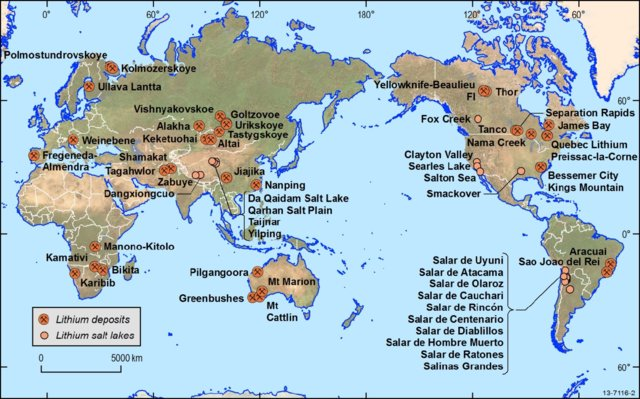 0° 60° 120° 180° 120° 60°
Polmostundrovskoye
Kolmozersköye
Ullava Lantta
Vishnyakovskoe
Goltzovoe
Alakha
Urikskoye
Tastygskoye
Weinebene
Keketuohai
Altai
Fregeneda-
Almendra
Shamakat
Tagahwlor
Jiajika
Zabuye
Dangxiongcuo
Nanping
Da Qaidam Salt Lake
Qarhan Salt Plain
Taijnar
Yiliping
Manono-Kitolo
Kamativi
Bikita
Karibib
Pilgangoora
Mt Marion
Greenbushes
Mt
Cattlin
Yellowknife-Beaulieu
FI
Thor
60°
Fox Creek
Separation Rapids
Tanco
James Bay
Nama Creek
Quebec Lithium
Preissac-la-Corne
Clayton Valley
Searles Lake
Salton Sea
Bessemer City
Kings Mountain
Smackover
0°
Aracuai
Sao Joao del Rei
Salar de Uyuni
Salar de Atacama
Salar de Olaroz
Salar de Cauchari
Salar de Rincón
Salar de Centenario
Salar de Diablillos
Salar de Hombre Muerto
Salar de Ratones
Salinas Grandes
60°
Lithium deposits
Lithium salt lakes
0 5000 km
13-7116-2